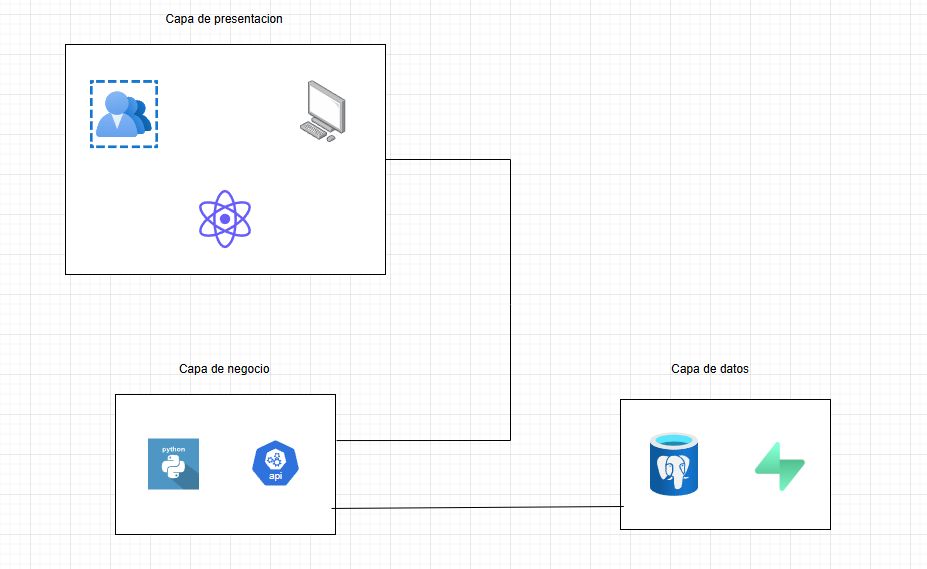 Capa de presentacion
Capa de negocio
Capa de datos
python
api